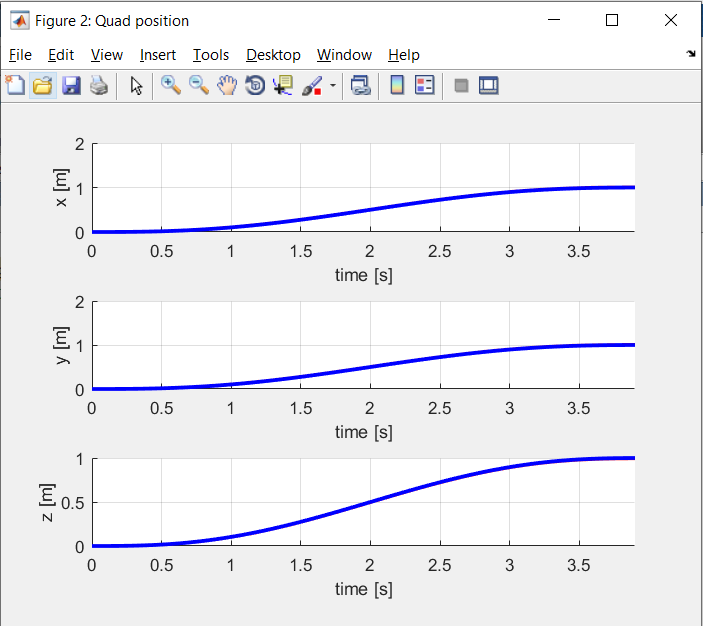 Figure 2: Quad position
File Edit View Insert Tools Desktop Window Help
2
1
0
x [m]
0 0.5 1 1.5 2 2.5 3 3.5
time [s]
2
1
0
y [m]
0 0.5 1 1.5 2 2.5 3 3.5
time [s]
1
0.5
0
z [m]
0 0.5 1 1.5 2 2.5 3 3.5
time [s]